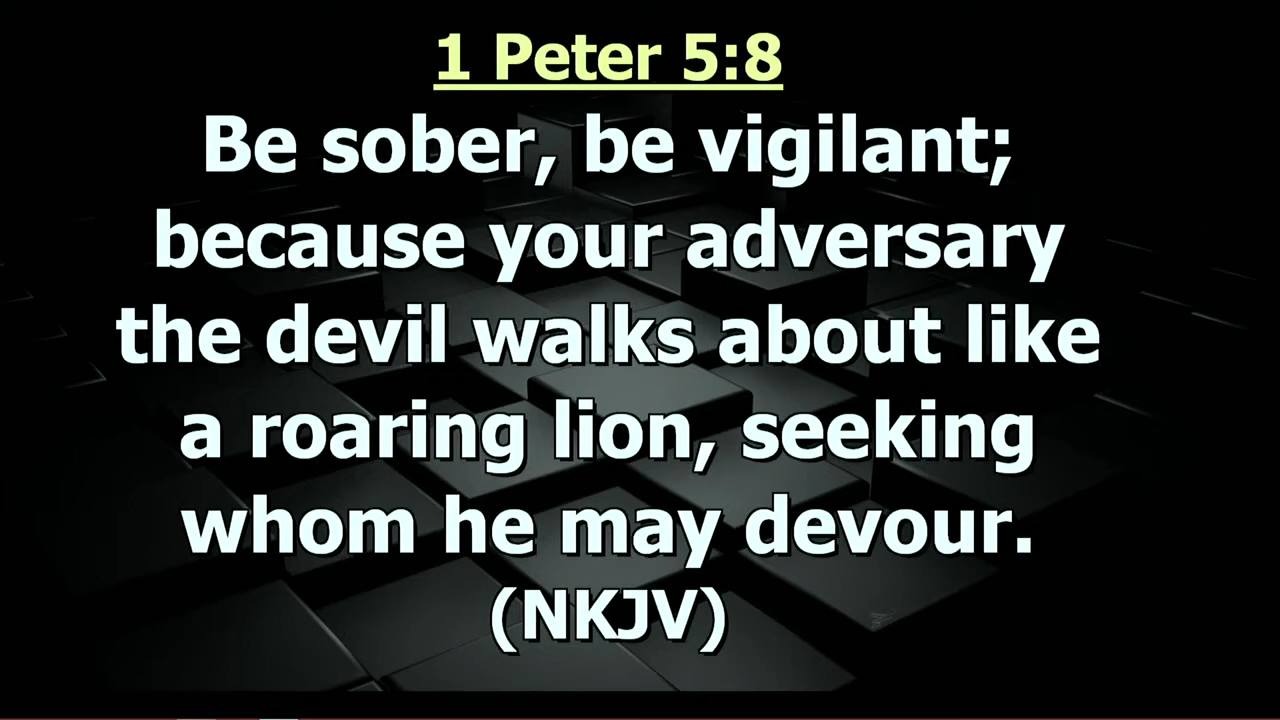 1 Peter 5:8
Be sober, be vigilant;
because your adversary
the devil walks about like
a roaring lion, seeking
whom he may devour.
(NKJV)